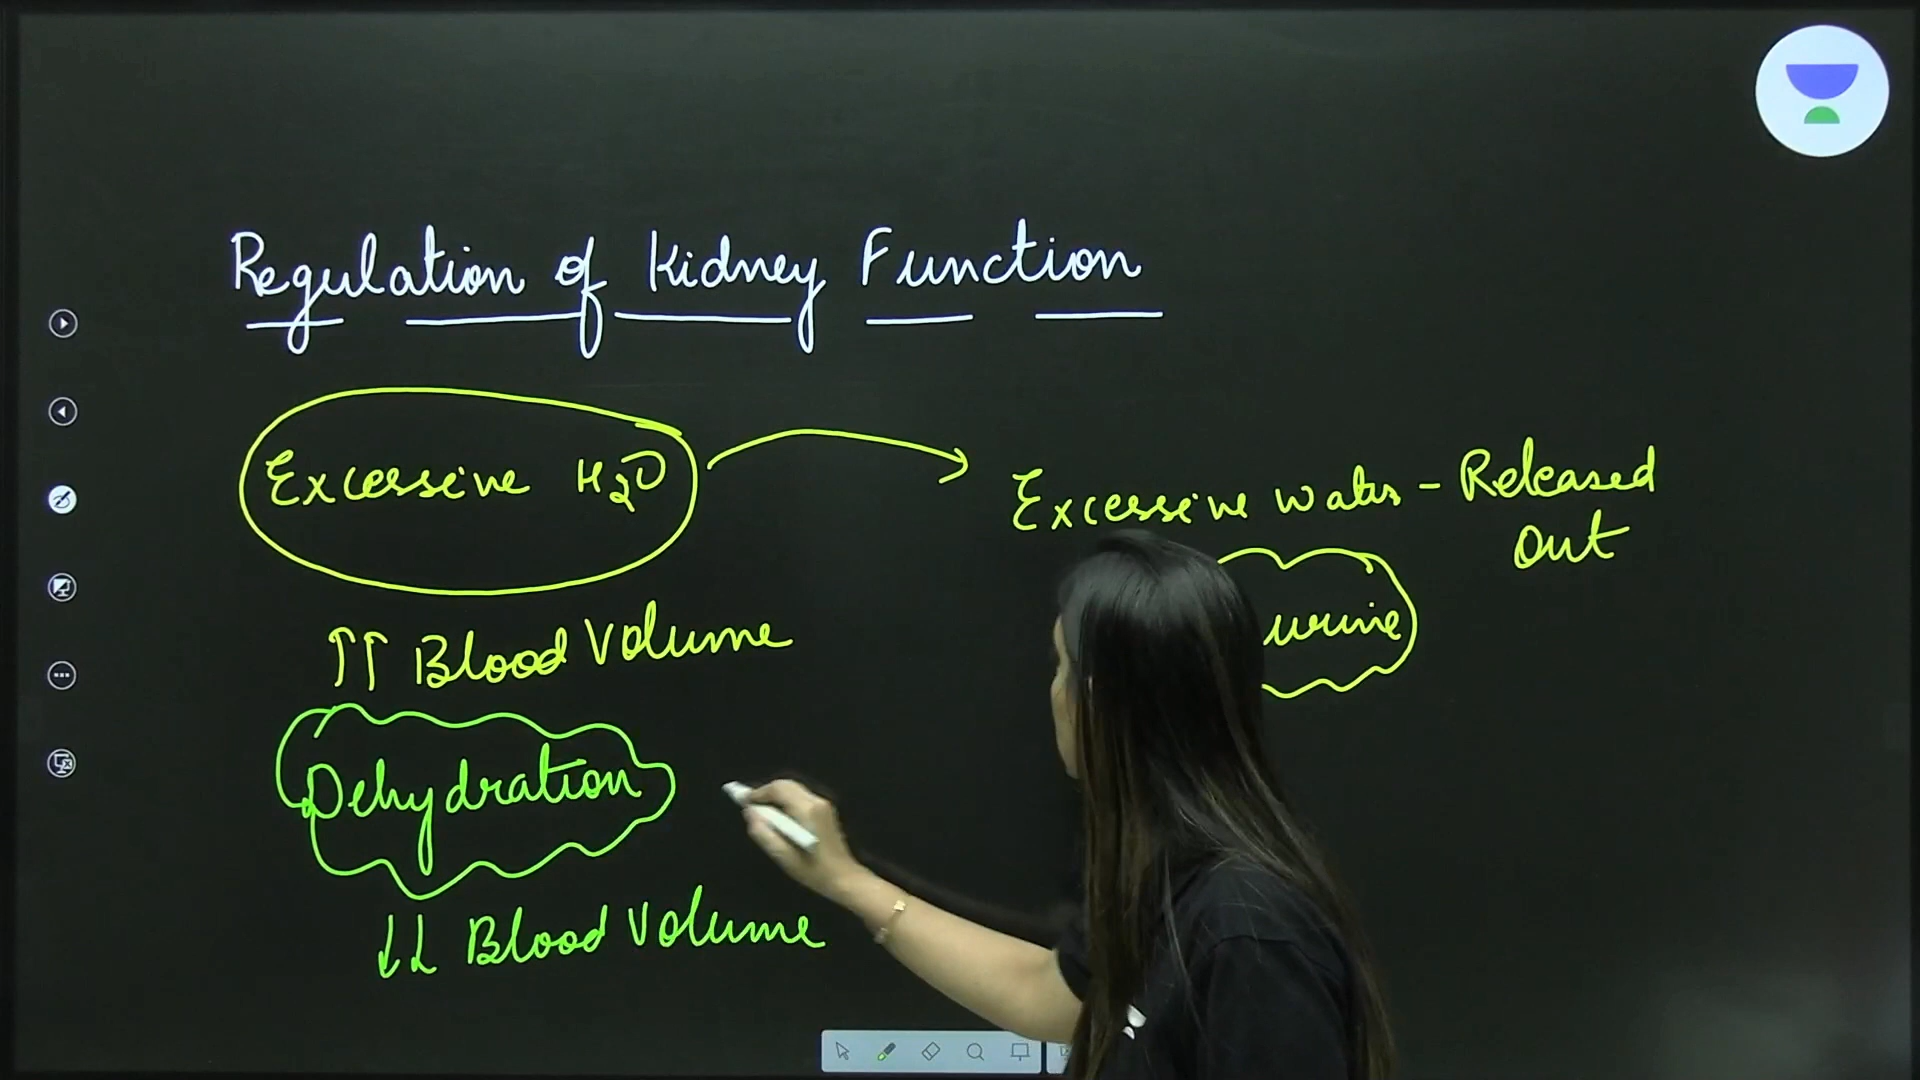 Regulation of Kidney Function
Excessive H2O
Excessive water - Released
out
urine
↑↑ Blood Volume
Dehydration
↓↓ Blood Volume